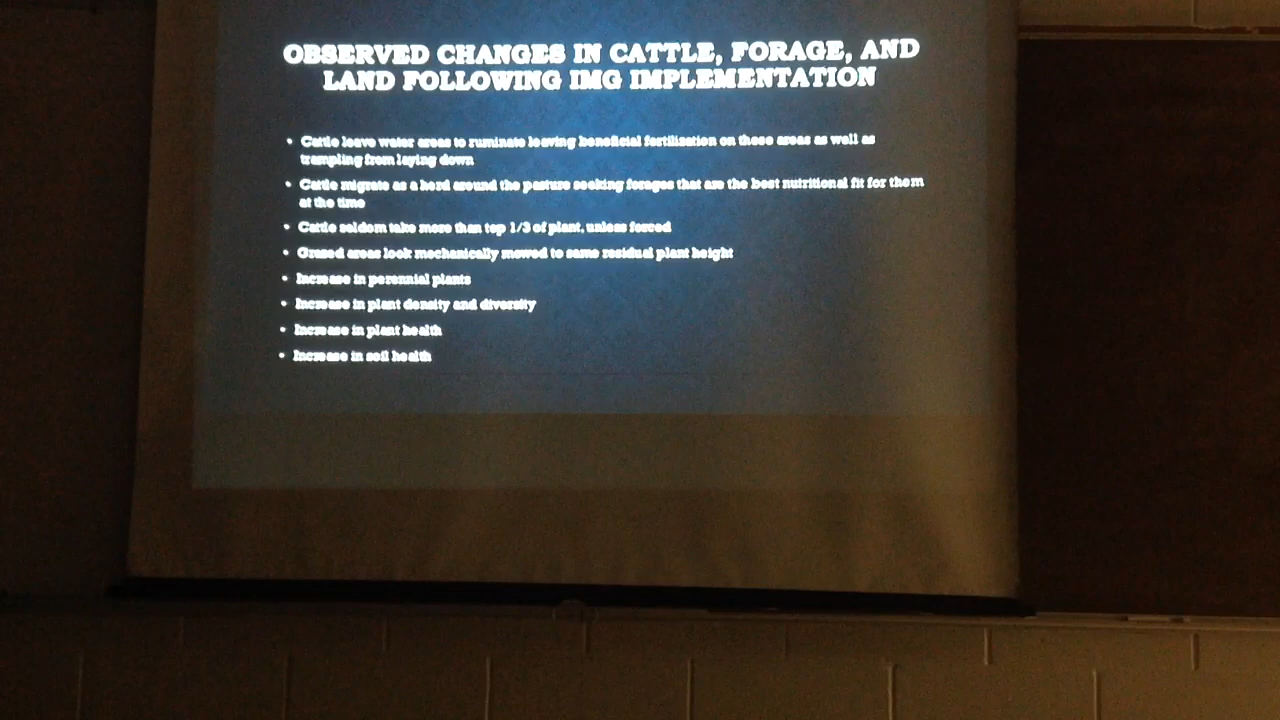 OBSERVED CHANGES IN CATTLE, FORAGE, AND
LAND FOLLOWING IMG IMPLEMENTATION
• Cattle leave water areas to ruminate leaving beneficial fertilization on these areas as well as
trampling from laying down
• Cattle migrate as a herd around the pasture seeking forages that are the best nutritional fit for them
at the time
• Cattle seldom take more than top 1/3 of plant, unless forced
• Grazed areas look mechanically mowed to same residual plant height
• Increase in perennial plants
• Increase in plant density and diversity
• Increase in plant health
• Increase in soil health